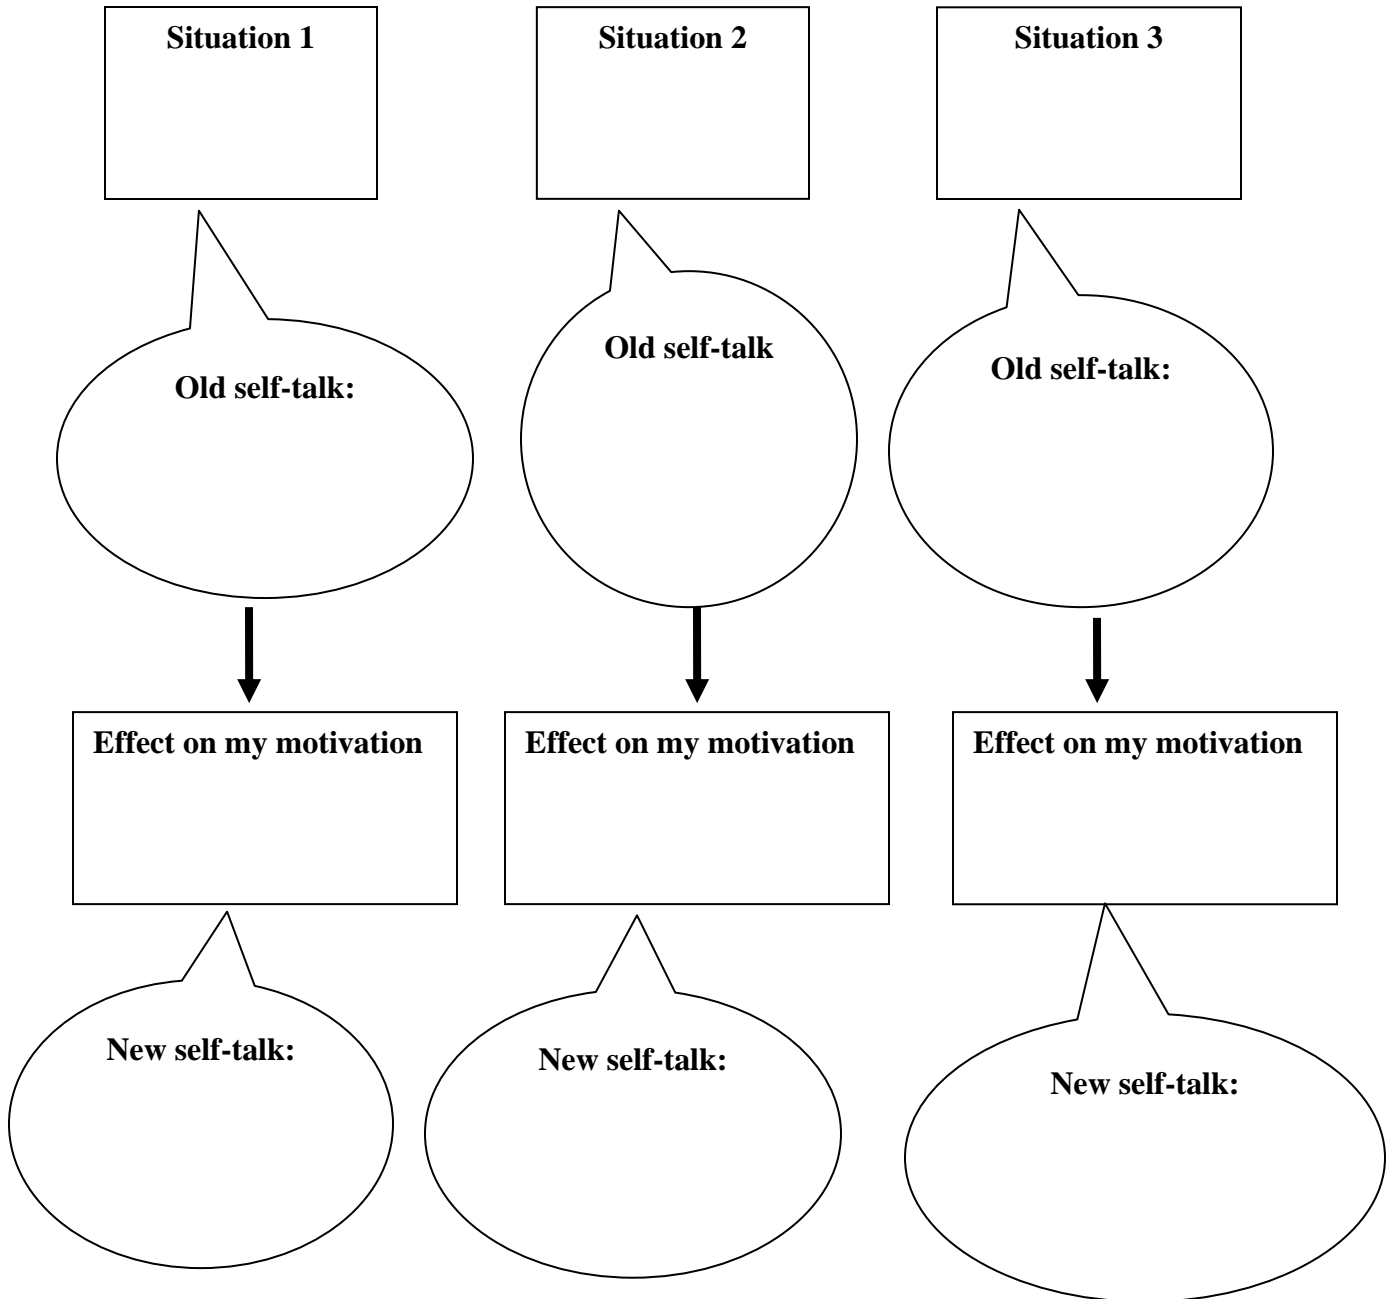 Situation 1
Situation 2
Situation 3
Old self-talk:
Old self-talk
Old self-talk:
Effect on my motivation
Effect on my motivation
Effect on my motivation
New self-talk:
New self-talk:
New self-talk: